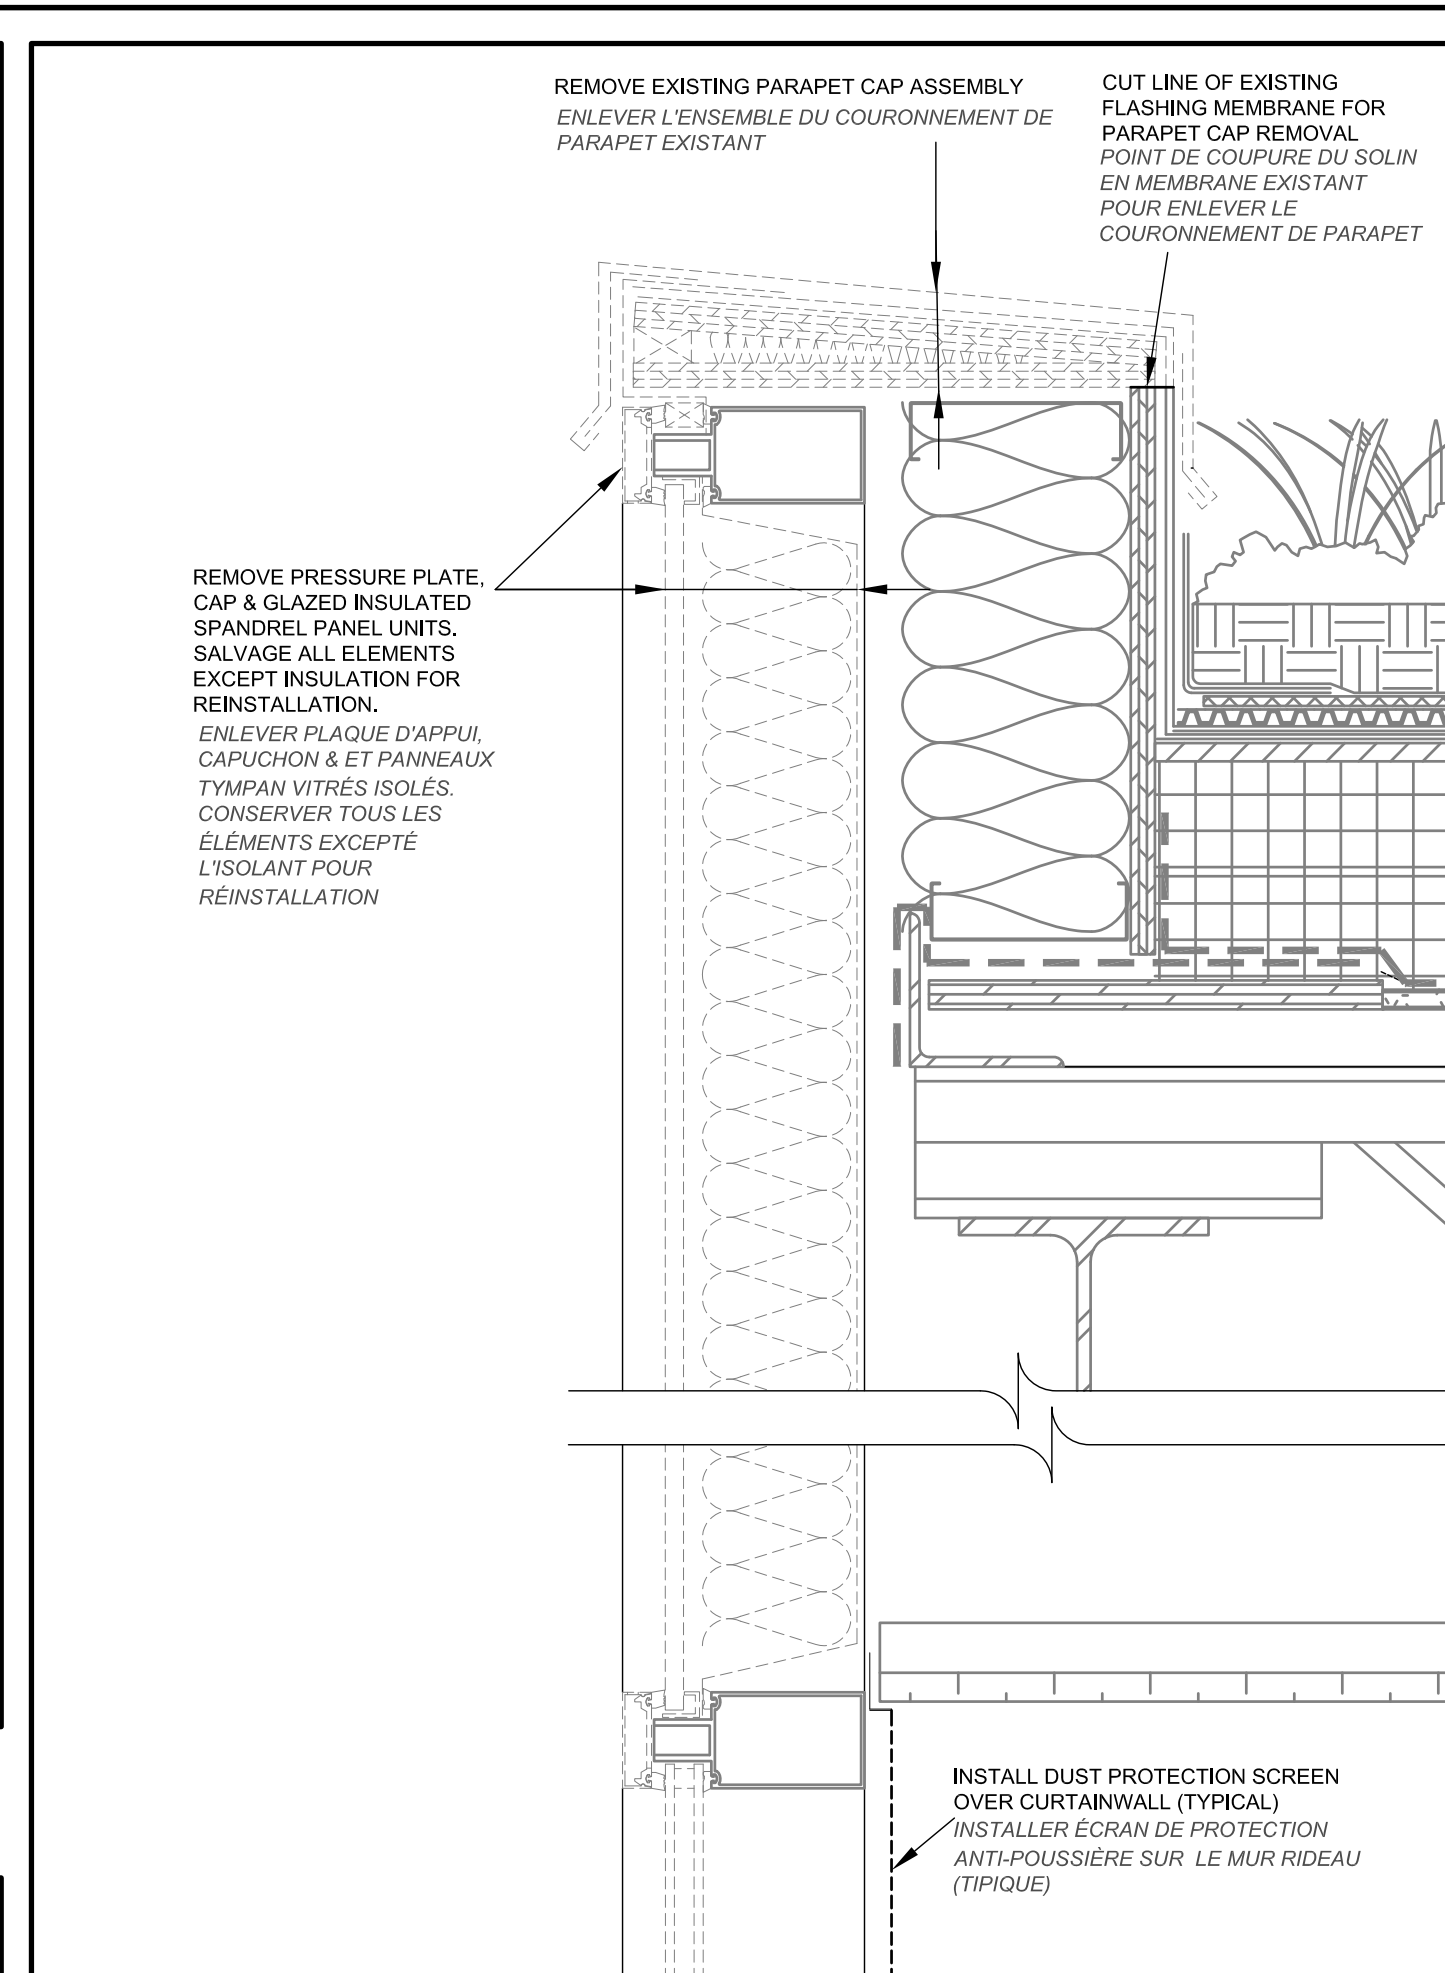 REMOVE EXISTING PARAPET CAP ASSEMBLY
ENLEVER L'ENSEMBLE DU COURONNEMENT DE
PARAPET EXISTANT
CUT LINE OF EXISTING
FLASHING MEMBRANE FOR
PARAPET CAP REMOVAL
POINT DE COUPURE DU SOLIN
EN MEMBRANE EXISTANT
POUR ENLEVER LE
COURONNEMENT DE PARAPET
REMOVE PRESSURE PLATE,
CAP & GLAZED INSULATED
SPANDREL PANEL UNITS.
SALVAGE ALL ELEMENTS
EXCEPT INSULATION FOR
REINSTALLATION.
ENLEVER PLAQUE D'APPUI,
CAPUCHON & ET PANNEAUX
TYMPAN VITRÉS ISOLÉS.
CONSERVER TOUS LES
ÉLÉMENTS EXCEPTÉ
L'ISOLANT POUR
RÉINSTALLATION
INSTALL DUST PROTECTION SCREEN
OVER CURTAINWALL (TYPICAL)
INSTALLER ÉCRAN DE PROTECTION
ANTI-POUSSIÈRE SUR LE MUR RIDEAU
(TIPIQUE)